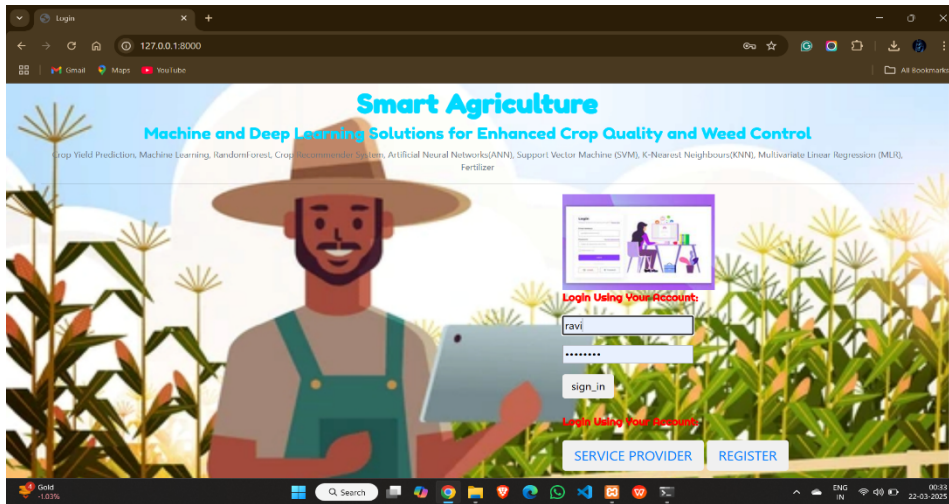 Login
127.0.0.1:8000
Gmail Maps YouTube
All Bookmarks
Smart Agriculture
Machine and Deep Learning Solutions for Enhanced Crop Quality and Weed Control
Crop Yield Prediction, Machine Learning, RandomForest, Crop Recommender System, Artificial Neural Networks(ANN), Support Vector Machine (SVM), K-Nearest Neighbours(KNN), Multivariate Linear Regression (MLR),
Fertilizer
Login
Login Using Your Account:
ravi
••••••••
sign_in
Login Using Your Account:
SERVICE PROVIDER REGISTER
Gold
-1.03%
Search
ENG
IN
00:33
22-03-2025